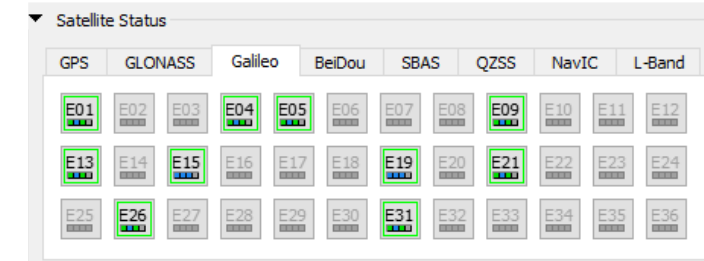 Satellite Status
GPS GLONASS Galileo BeiDou SBAS QZSS NavIC L-Band
E01 E02 E03 E04 E05 E06 E07 E08 E09 E10 E11 E12
E13 E14 E15 E16 E17 E18 E19 E20 E21 E22 E23 E24
E25 E26 E27 E28 E29 E30 E31 E32 E33 E34 E35 E36